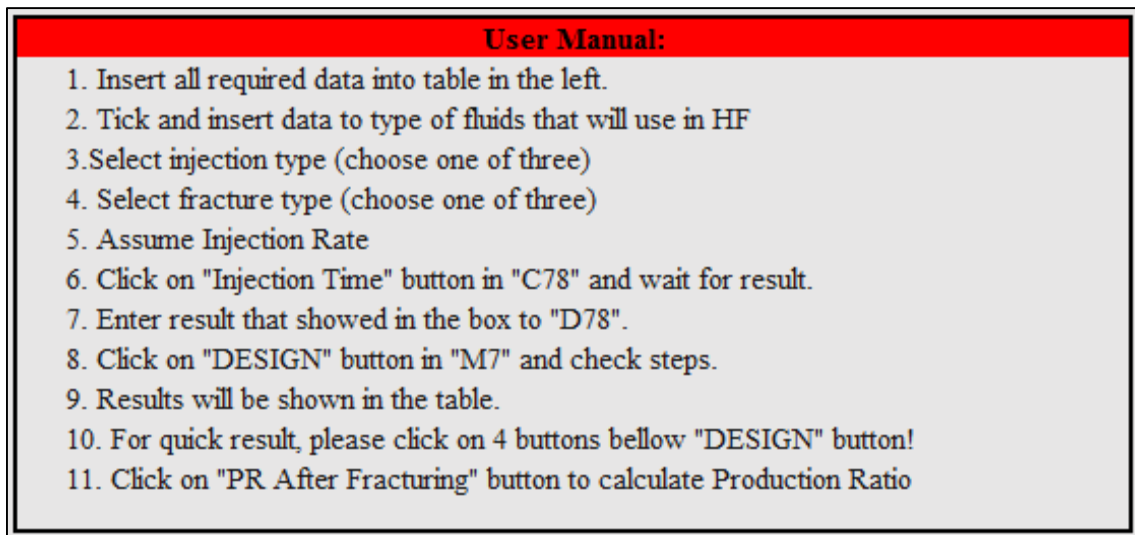 User Manual:
1. Insert all required data into table in the left.
2. Tick and insert data to type of fluids that will use in HF
3.Select injection type (choose one of three)
4. Select fracture type (choose one of three)
5. Assume Injection Rate
6. Click on "Injection Time" button in "C78" and wait for result.
7. Enter result that showed in the box to "D78".
8. Click on "DESIGN" button in "M7" and check steps.
9. Results will be shown in the table.
10. For quick result, please click on 4 buttons bellow "DESIGN" button!
11. Click on "PR After Fracturing" button to calculate Production Ratio